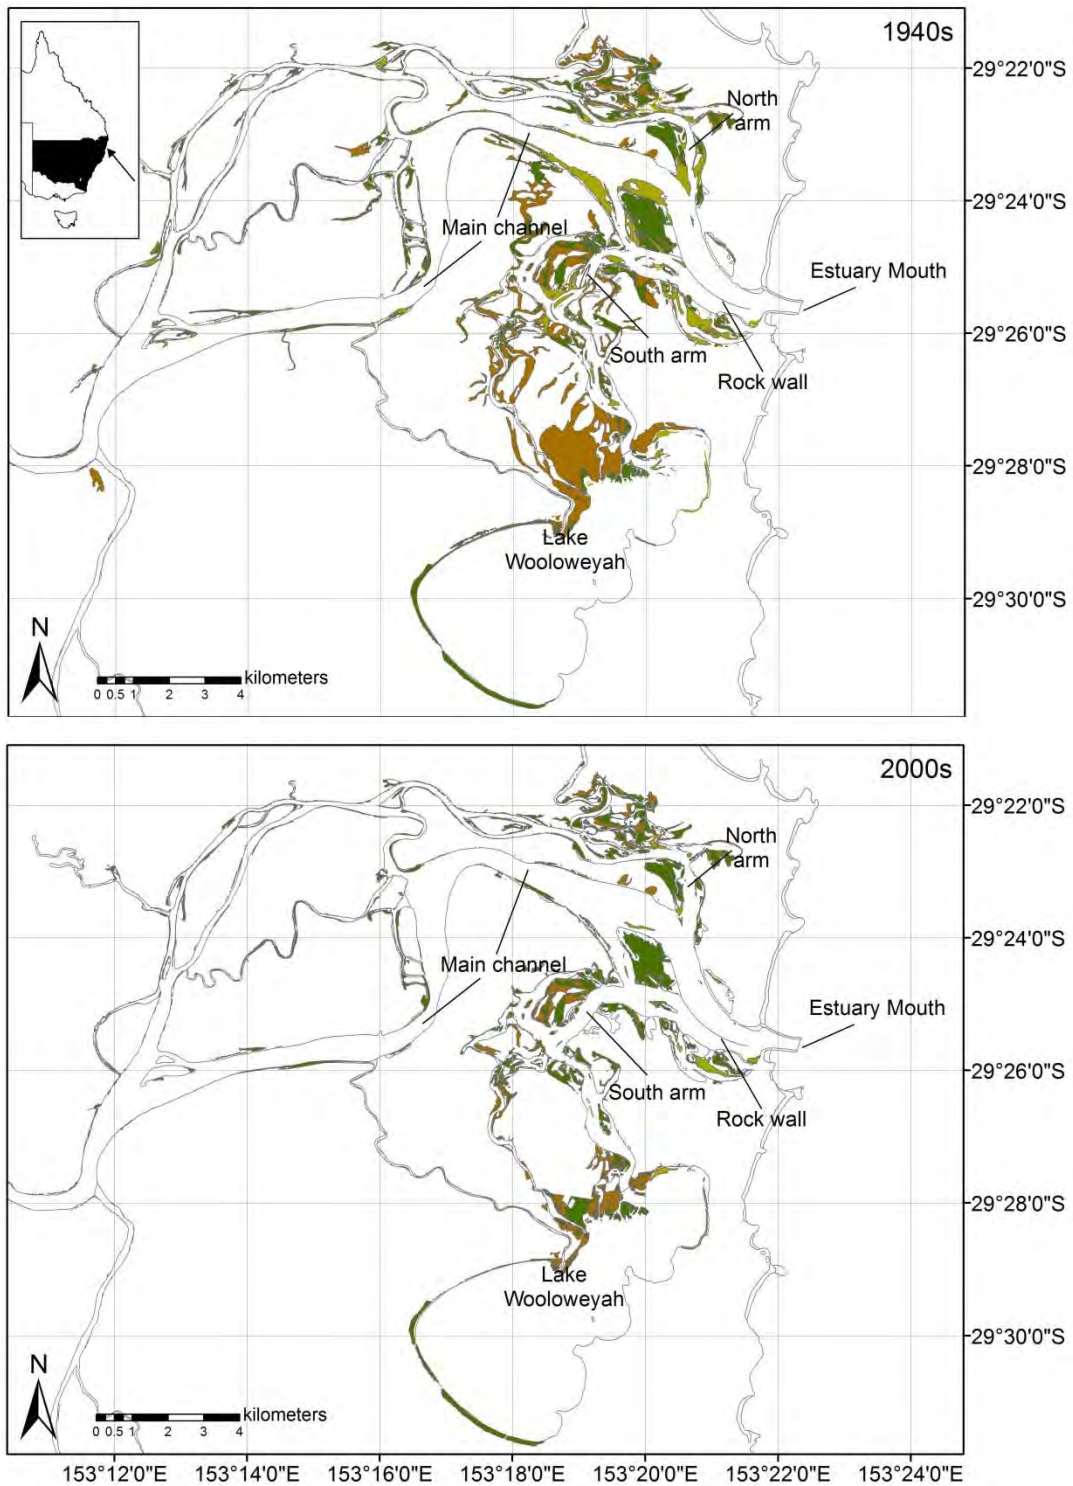 1940s
29°22'0"S
North
arm
29°24'0"S
Main channel
Estuary Mouth
29°26'0"S
South arm
Rock wall
29°28'0"S
Lake
Wooloweyah
29°30'0"S
N
kilometers
0 0.5 1 2 3 4
2000s
29°22'0"S
North
arm
29°24'0"S
Main channel
Estuary Mouth
29°26'0"S
South arm
Rock wall
29°28'0"S
Lake
Wooloweyah
29°30'0"S
N
kilometers
0 0.5 1 2 3 4
153°12'0"E 153°14'0"E 153°16'0"E 153°18'0"E 153°20'0"E 153°22'0"E 153°24'0"E